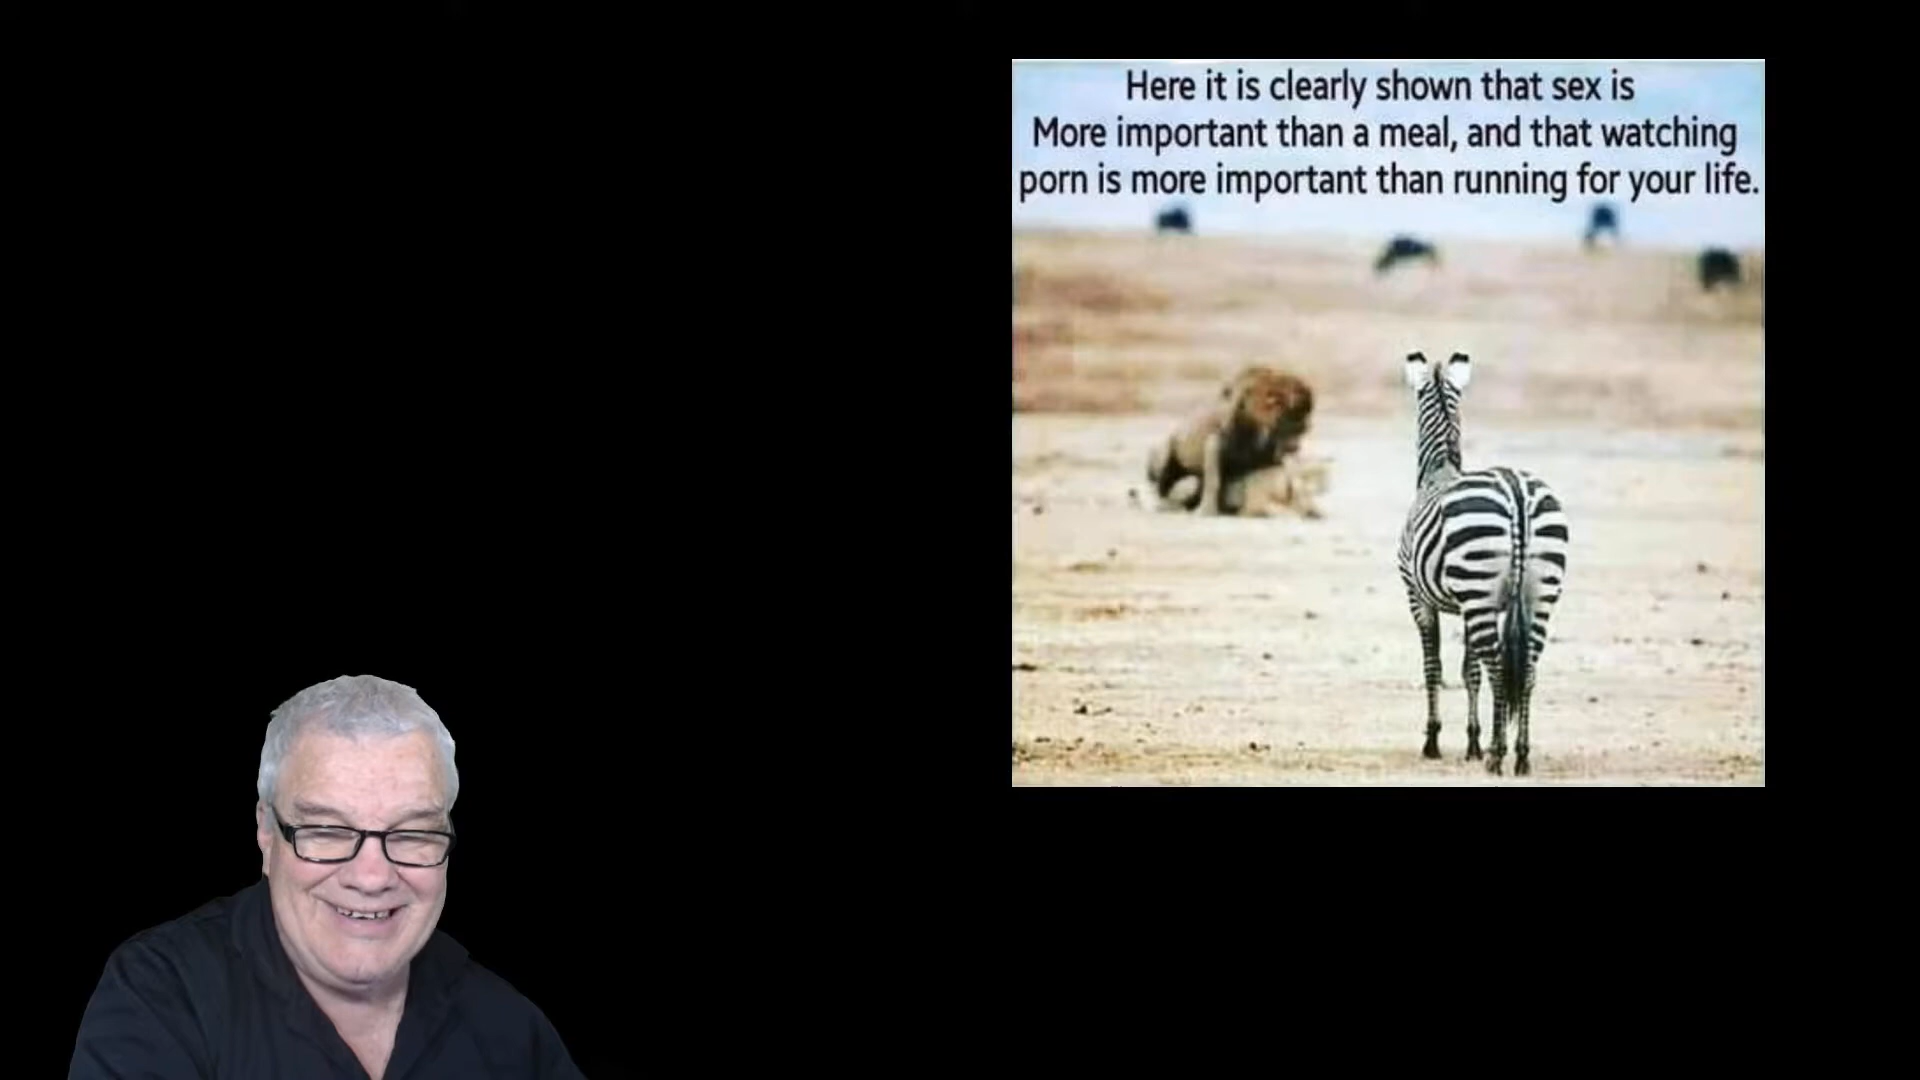 Here it is clearly shown that sex is
More important than a meal, and that watching
porn is more important than running for your life.